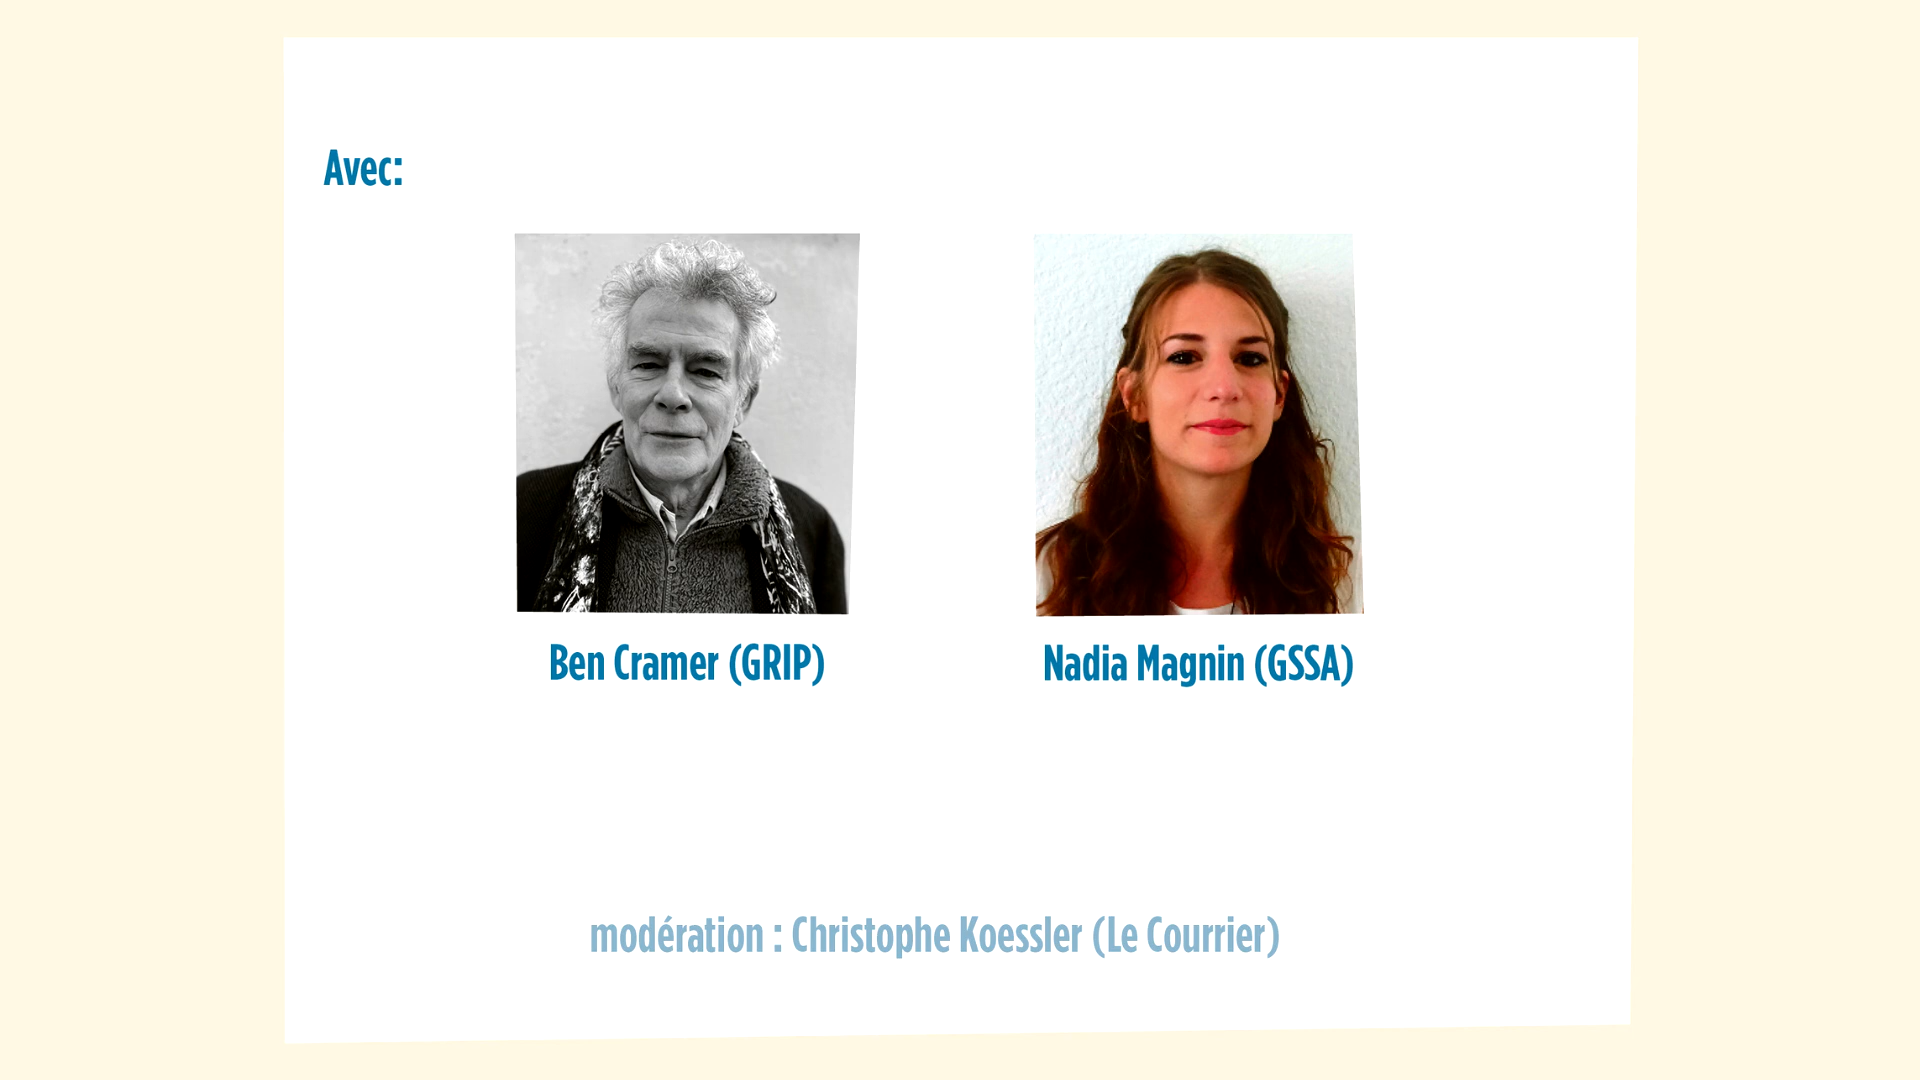 Avec:
Ben Cramer (GRIP)
Nadia Magnin (GSSA)
modération : Christophe Koessler (Le Courrier)